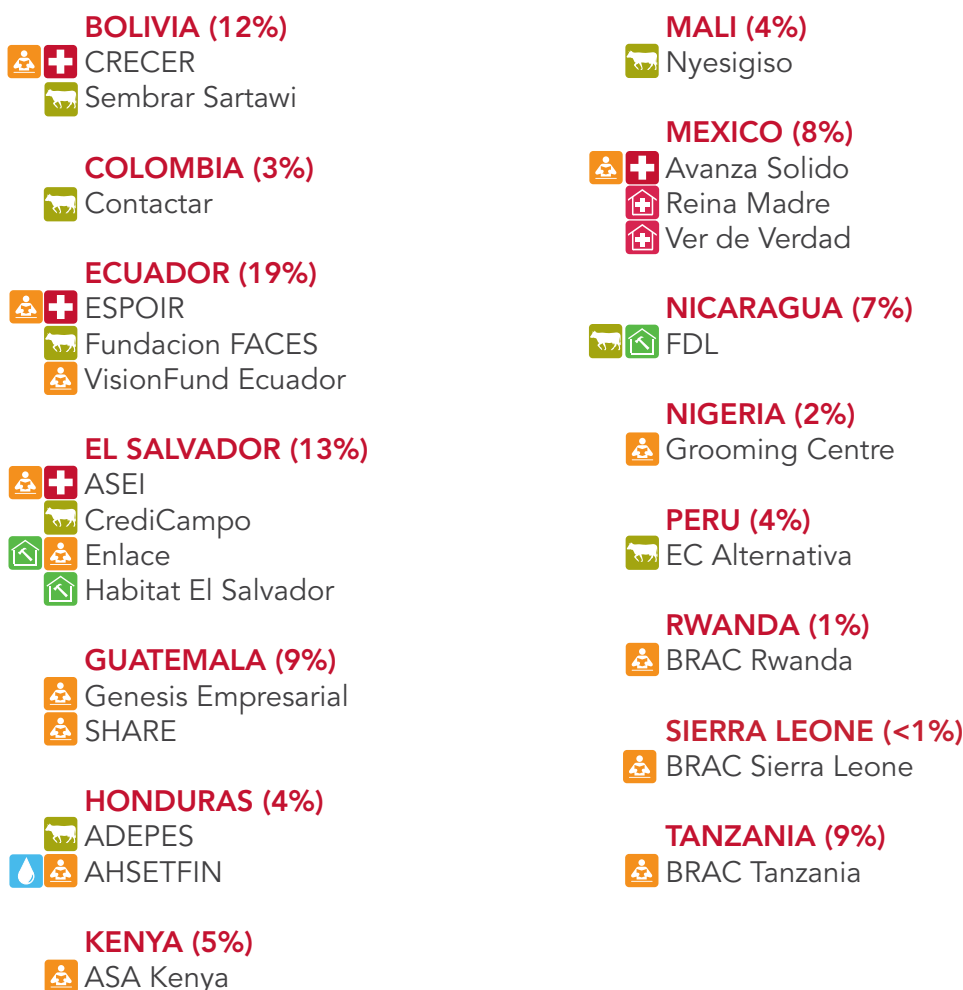 BOLIVIA (12%)
CRECER
Sembrar Sartawi
COLOMBIA (3%)
Contactar
ECUADOR (19%)
ESPOIR
Fundacion FACES
VisionFund Ecuador
EL SALVADOR (13%)
ASEI
CrediCampo
Enlace
Habitat El Salvador
GUATEMALA (9%)
Genesis Empresarial
SHARE
HONDURAS (4%)
ADEPES
AHSETFIN
KENYA (5%)
ASA Kenya
MALI (4%)
Nyesigiso
MEXICO (8%)
Avanza Solido
Reina Madre
Ver de Verdad
NICARAGUA (7%)
FDL
NIGERIA (2%)
Grooming Centre
PERU (4%)
EC Alternativa
RWANDA (1%)
BRAC Rwanda
SIERRA LEONE (<1%)
BRAC Sierra Leone
TANZANIA (9%)
BRAC Tanzania